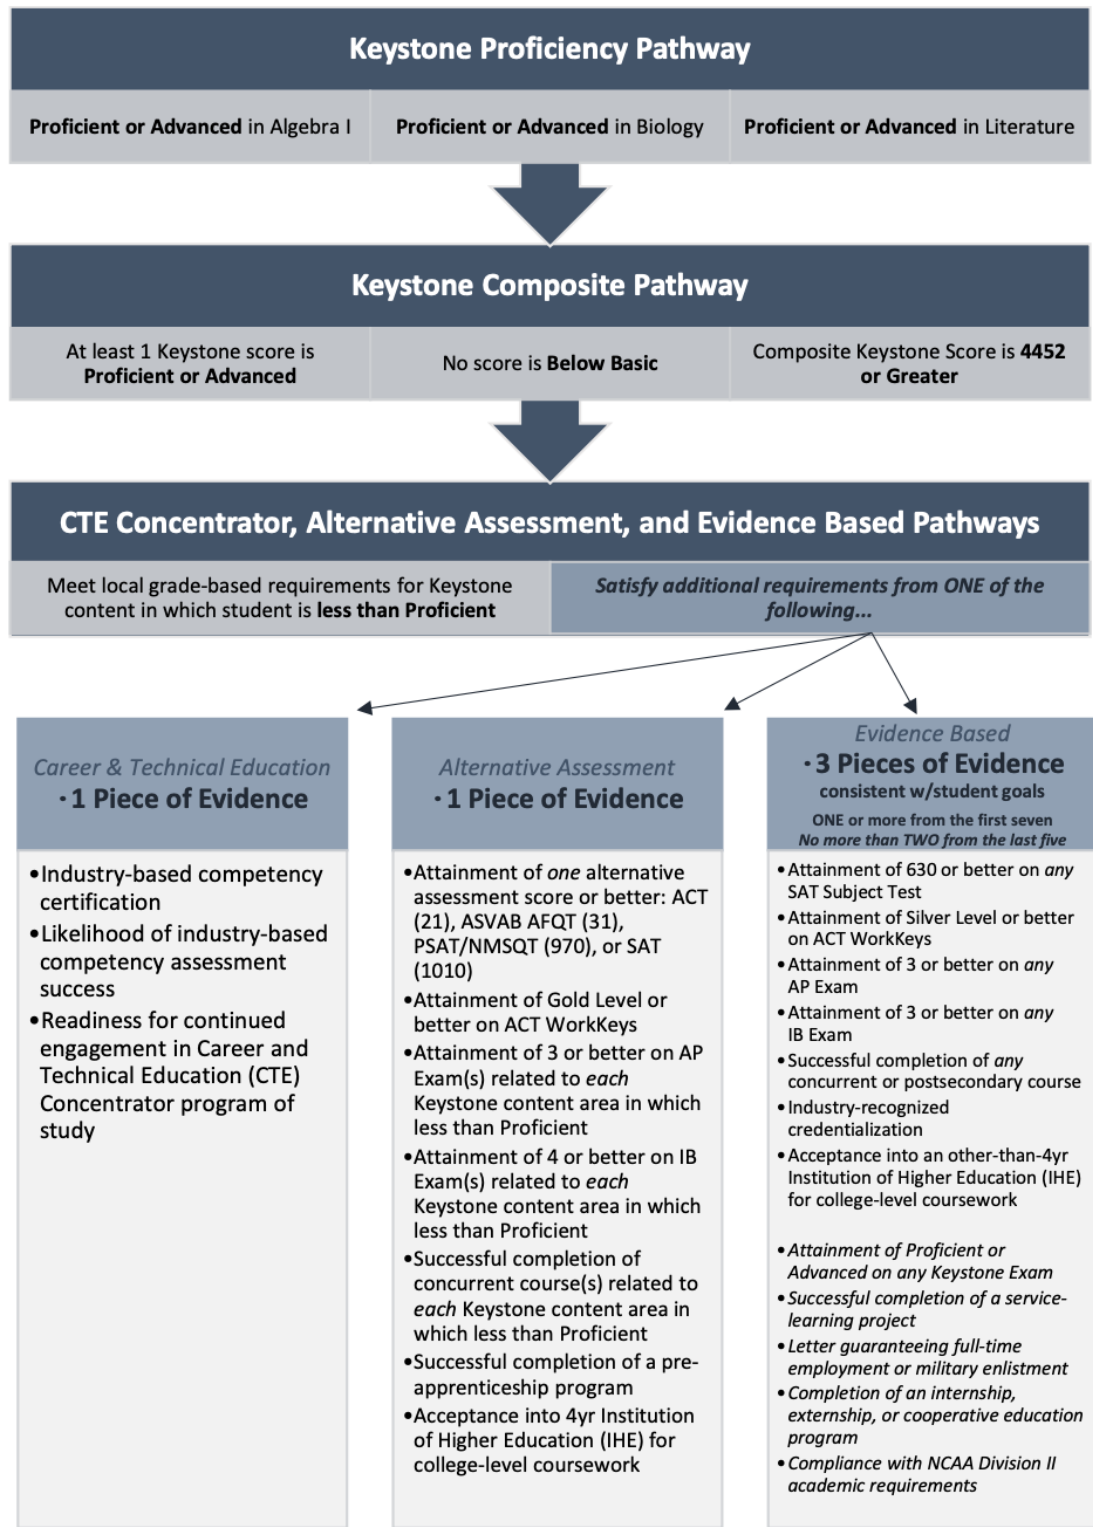 Keystone Proficiency Pathway
Proficient or Advanced in Algebra I
Proficient or Advanced in Biology
Proficient or Advanced in Literature
Keystone Composite Pathway
At least 1 Keystone score is
Proficient or Advanced
No score is Below Basic
Composite Keystone Score is 4452
or Greater
CTE Concentrator, Alternative Assessment, and Evidence Based Pathways
Meet local grade-based requirements for Keystone
content in which student is less than Proficient
Satisfy additional requirements from ONE of the
following...
Career & Technical Education
·1 Piece of Evidence
•Industry-based competency
certification
•Likelihood of industry-based
competency assessment
success
•Readiness for continued
engagement in Career and
Technical Education (CTE)
Concentrator program of
study
Alternative Assessment
·1 Piece of Evidence
•Attainment of one alternative
assessment score or better: ACT
(21), ASVAB AFQT (31),
PSAT/NMSQT (970), or SAT
(1010)
•Attainment of Gold Level or
better on ACT WorkKeys
•Attainment of 3 or better on AP
Exam(s) related to each
Keystone content area in which
less than Proficient
•Attainment of 4 or better on IB
Exam(s) related to each
Keystone content area in which
less than Proficient
•Successful completion of
concurrent course(s) related to
each Keystone content area in
which less than Proficient
•Successful completion of a pre-
apprenticeship program
•Acceptance into 4yr Institution
of Higher Education (IHE) for
college-level coursework
Evidence Based
·3 Pieces of Evidence
consistent w/student goals
ONE or more from the first seven
No more than TWO from the last five
•Attainment of 630 or better on any
SAT Subject Test
•Attainment of Silver Level or better
on ACT WorkKeys
•Attainment of 3 or better on any
AP Exam
•Attainment of 3 or better on any
IB Exam
•Successful completion of any
concurrent or postsecondary course
•Industry-recognized
credentialization
•Acceptance into an other-than-4yr
Institution of Higher Education (IHE)
for college-level coursework
•Attainment of Proficient or
Advanced on any Keystone Exam
•Successful completion of a service-
learning project
•Letter guaranteeing full-time
employment or military enlistment
•Completion of an internship,
externship, or cooperative education
program
•Compliance with NCAA Division II
academic requirements